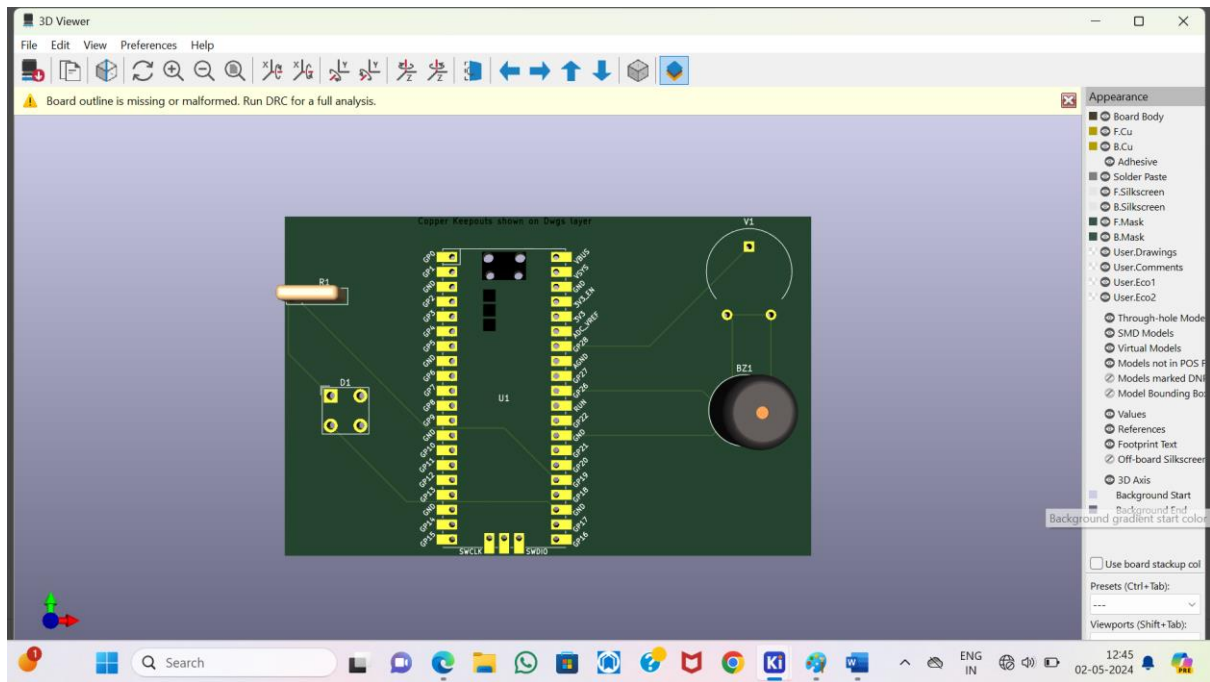 3D Viewer
File Edit View Preferences Help
Board outline is missing or malformed. Run DRC for a full analysis.
Appearance
Board Body
F.Cu
B.Cu
Adhesive
Solder Paste
F.Silkscreen
B.Silkscreen
F.Mask
B.Mask
User.Drawings
User.Comments
User.Eco1
User.Eco2
Through-hole Mode
SMD Models
Virtual Models
Models not in POS F
Models marked DNI
Model Bounding Bo
Values
References
Footprint Text
Off-board Silkscreen
3D Axis
Background Start
Background End
Background gradient start color
Use board stackup col
Presets (Ctrl+Tab):
---
Viewports (Shift+Tab):
Copper Keepouts shown on Dwgs layer
V1
R1
D1
U1
BZ1
GP0
GP1
GND
GP2
GP3
GP4
GP5
GND
GP6
GP7
GP8
GP9
GND
GP10
GP11
GP12
GP13
GND
GP14
GP15
VBUS
VSYS
GND
3V3_EN
3V3
ADC_VREF
GP28
AGND
GP27
GP26
RUN
GP22
GND
GP21
GP20
GP19
GP18
GND
GP17
GP16
SWCLK
SWDIO
1
Search
Ki
W
PRE
ENG
IN
12:45
02-05-2024